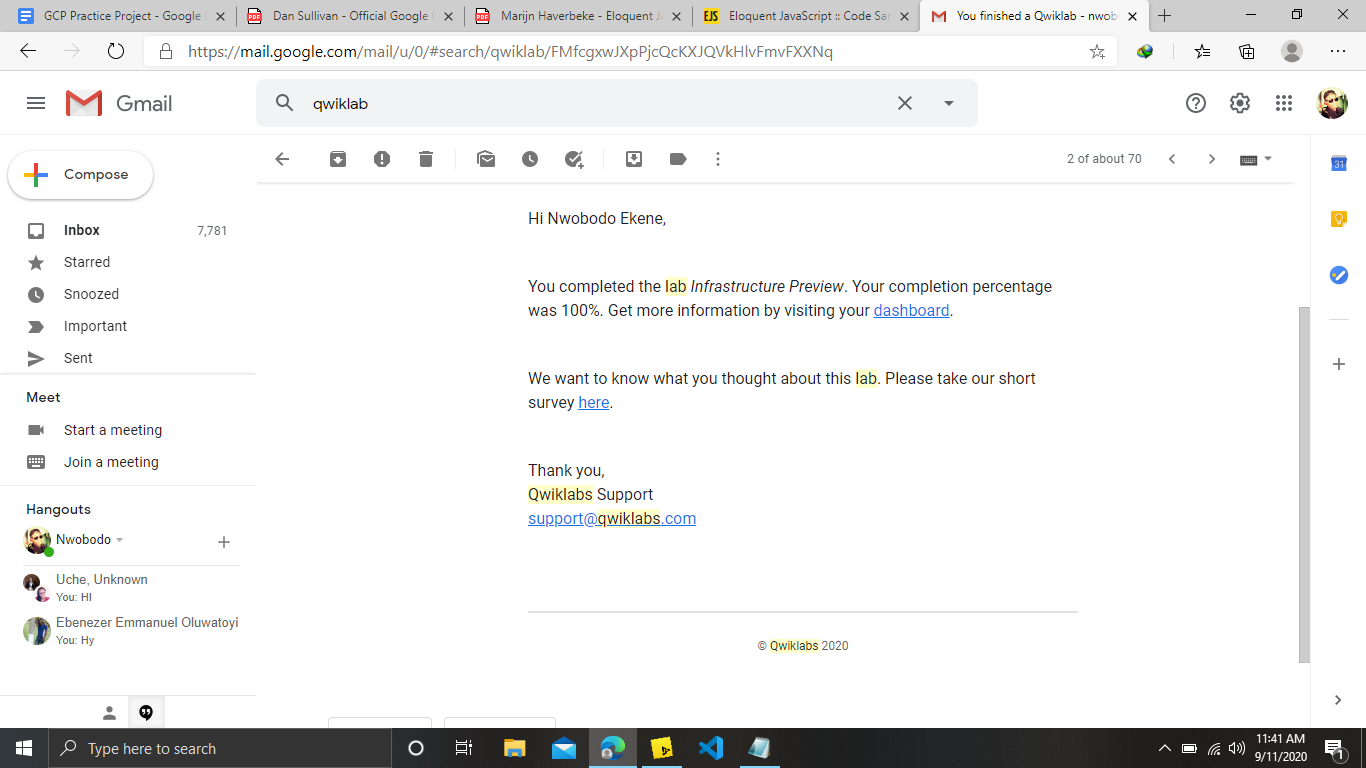 GCP Practice Project - Google
Dan Sullivan - Official Google
Marijn Haverbeke - Eloquent
Eloquent JavaScript :: Code
You finished a Qwiklab - nwob
https://mail.google.com/mail/u/0/#search/qwiklab/FMfcgxwJXpPjcQcKXJQVkHlvFmvFXXNq
Gmail
qwiklab
Compose
2 of about 70
31
Inbox 7,781
Starred
Snoozed
Important
Sent
Meet
Start a meeting
Join a meeting
Hangouts
Nwobodo
Uche, Unknown
You: HI
Ebenezer Emmanuel Oluwatoyi
You: Hy
Hi Nwobodo Ekene,
You completed the lab Infrastructure Preview. Your completion percentage
was 100%. Get more information by visiting your dashboard.
We want to know what you thought about this lab. Please take our short
survey here.
Thank you,
Qwiklabs Support
support@qwiklabs.com
© Qwiklabs 2020
Type here to search
11:41 AM
9/11/2020
1